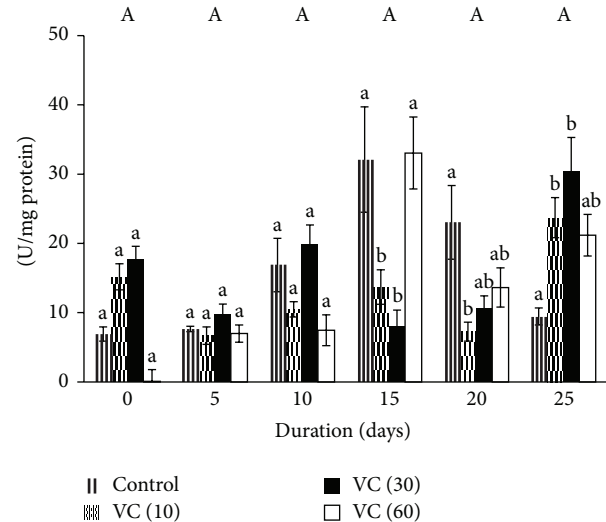 A A A A A A
50
40
30
20
10
0
(U/mg protein)
a a a a
a a a a
a a a a
a b b a
a b ab ab
a b b ab
0 5 10 15 20 25
Duration (days)
Control
VC (10)
VC (30)
VC (60)